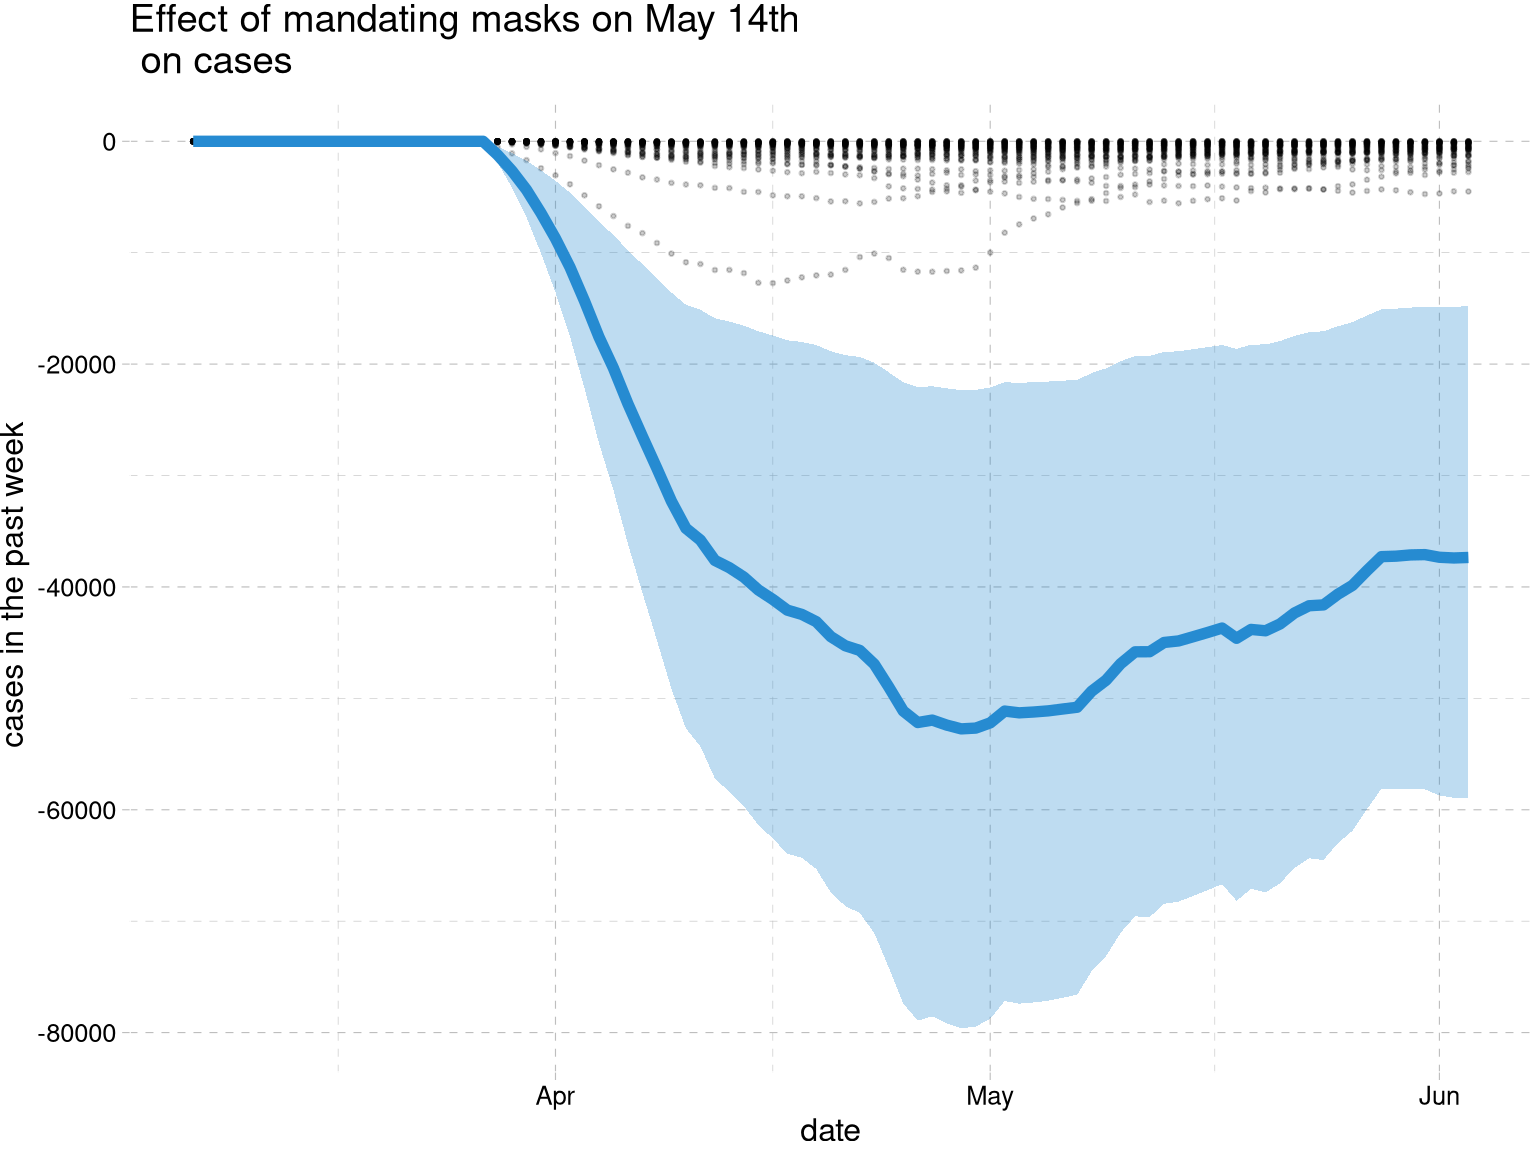 Effect of mandating masks on May 14th
on cases
0
-20000
-40000
-60000
-80000
cases in the past week
Apr
May
Jun
date